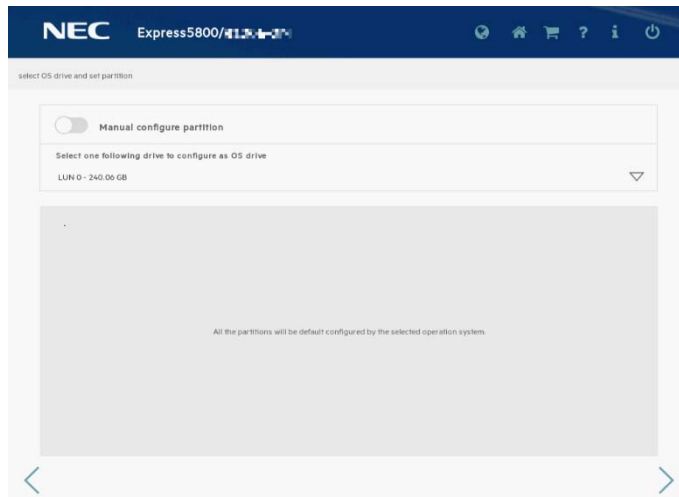 NEC Express5800/
select OS drive and set partition
Manual configure partition
Select one following drive to configure as OS drive
LUN 0 - 240.06 GB
All the partitions will be default configured by the selected operation system.